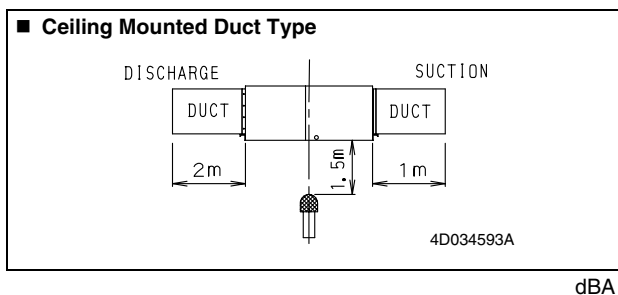 ■ Ceiling Mounted Duct Type
DISCHARGE SUCTION
DUCT DUCT
2m 1.5m 1m
4D034593A
dBA